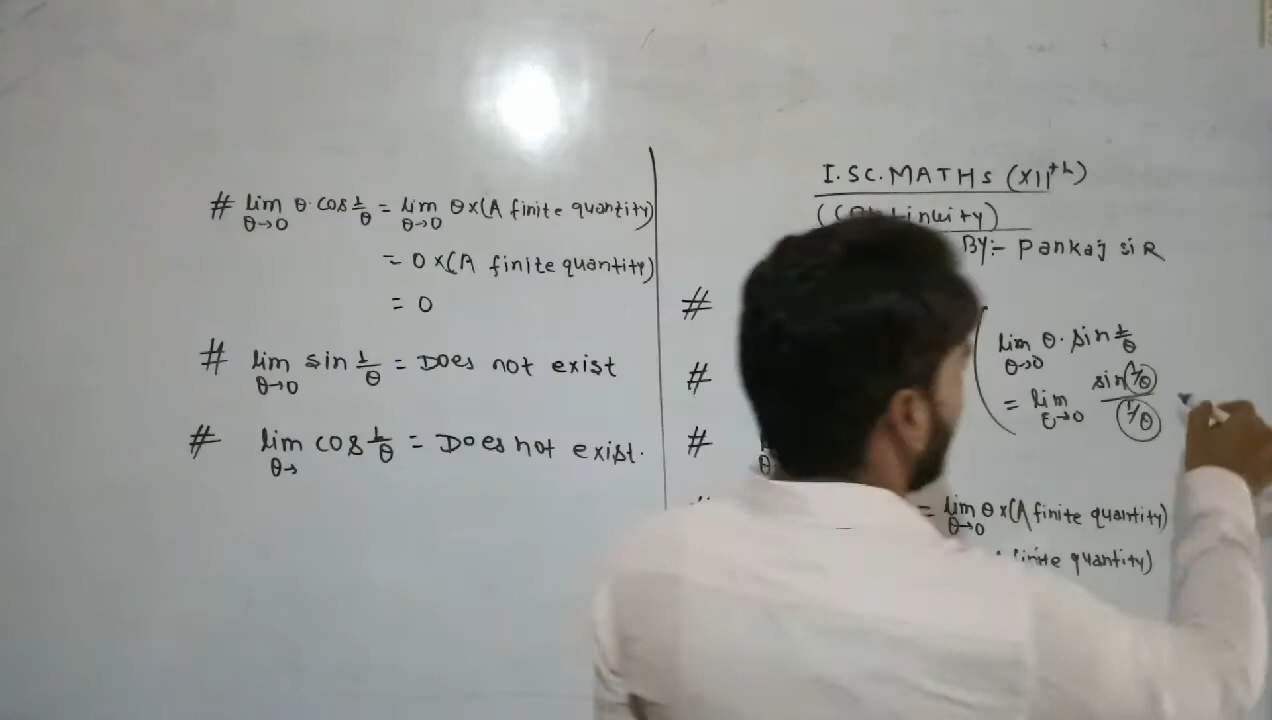 # lim θ·cos 1/θ = lim θ×(A finite quantity)
θ→0 θ→0
= 0×(A finite quantity)
= 0
# lim sin 1/θ = Does not exist
θ→0
# lim cos 1/θ = Does not exist.
θ→
I.SC.MATHS (XIIth)
(Continuity)
BY:- Pankaj SiR
#
lim θ·sin 1/θ
θ→0
#
= lim sin(1/θ)/(1/θ)
#
θ
= lim θ×(A finite quantity)
θ→0
finite quantity)